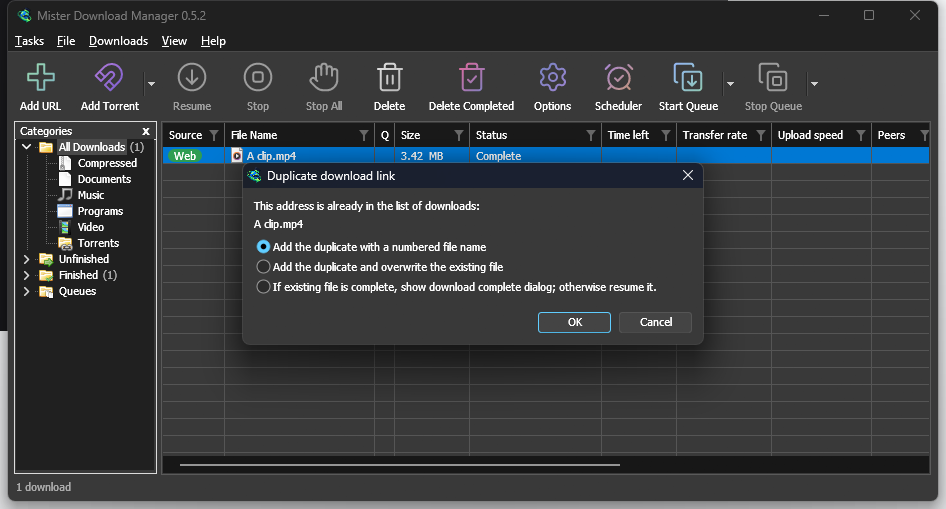 Mister Download Manager 0.5.2
Tasks File Downloads View Help
Add URL Add Torrent Resume Stop Stop All Delete Delete Completed Options Scheduler Start Queue Stop Queue
Categories x
All Downloads (1)
Compressed
Documents
Music
Programs
Video
Torrents
Unfinished
Finished (1)
Queues
Source File Name Q Size Status Time left Transfer rate Upload speed Peers
Web A clip.mp4 3.42 MB Complete
Duplicate download link
This address is already in the list of downloads:
A clip.mp4
Add the duplicate with a numbered file name
Add the duplicate and overwrite the existing file
If existing file is complete, show download complete dialog; otherwise resume it.
OK Cancel
1 download